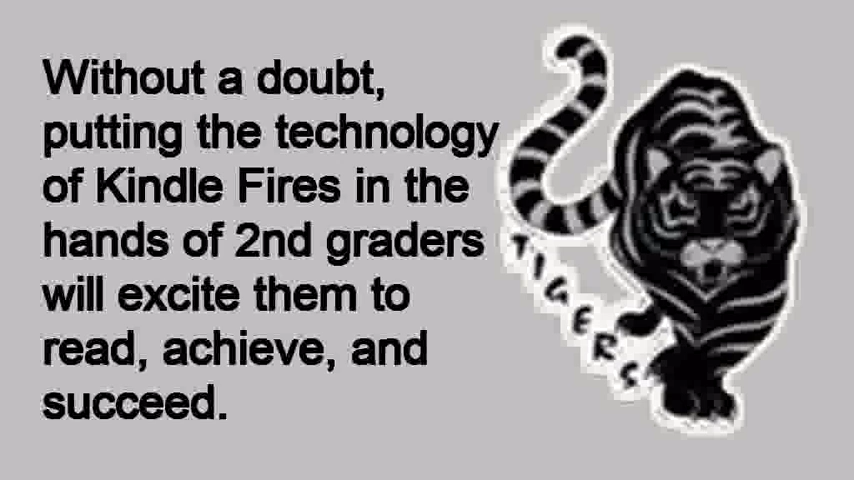 Without a doubt,
putting the technology
of Kindle Fires in the
hands of 2nd graders
will excite them to
read, achieve, and
succeed.
TIGERS